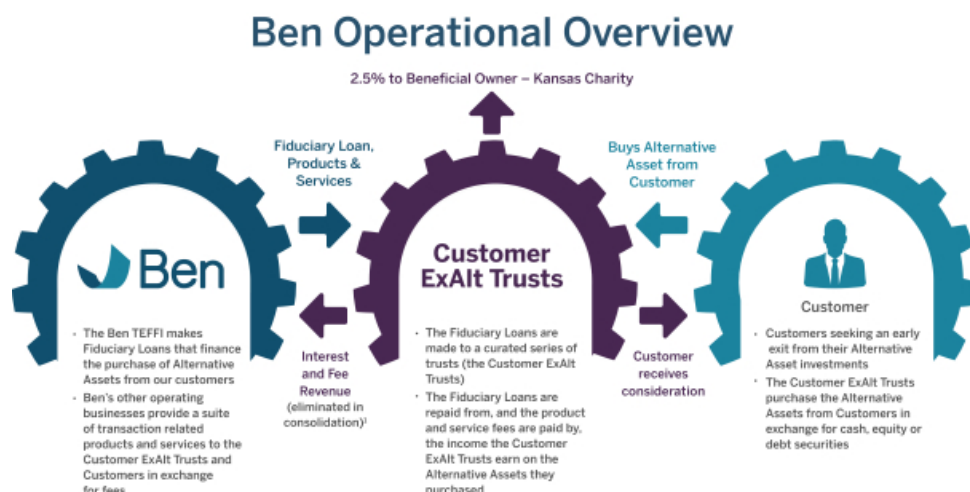 Ben Operational Overview
2.5% to Beneficial Owner – Kansas Charity
Fiduciary Loan,
Products &
Services
Buys Alternative
Asset from
Customer
Ben
Customer
ExAlt Trusts
Customer
• The Ben TEFFI makes
Fiduciary Loans that finance
the purchase of Alternative
Assets from our customers
• Ben's other operating
businesses provide a suite
of transaction related
products and services to the
Customer ExAlt Trusts and
Customers in exchange
for fees
Interest
and Fee
Revenue
(eliminated in
consolidation)¹
• The Fiduciary Loans are
made to a curated series of
trusts (the Customer ExAlt
Trusts)
• The Fiduciary Loans are
repaid from, and the product
and service fees are paid by,
the income the Customer
ExAlt Trusts earn on the
Alternative Assets they
purchased
Customer
receives
consideration
• Customers seeking an early
exit from their Alternative
Asset investments
• The Customer ExAlt Trusts
purchase the Alternative
Assets from Customers in
exchange for cash, equity or
debt securities